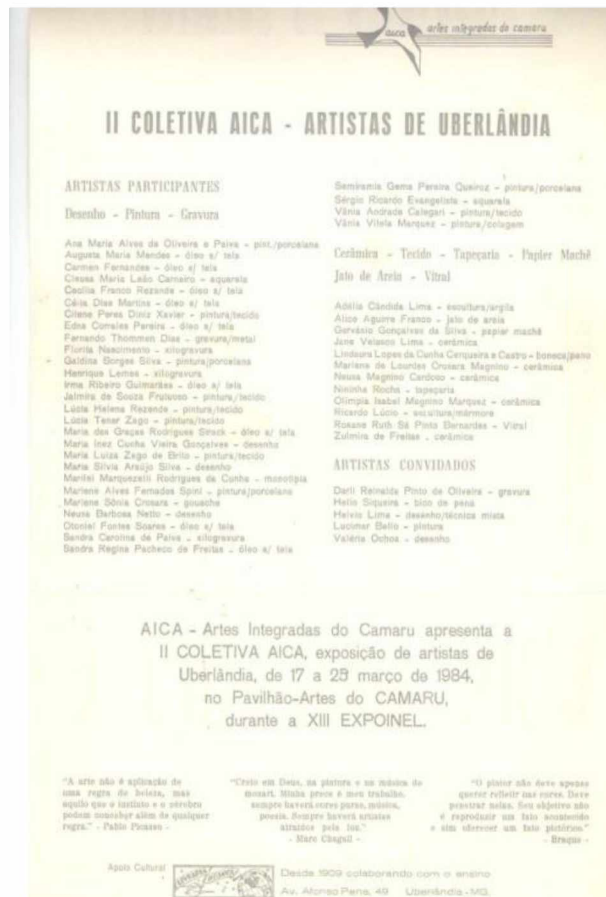 aica
artes integradas do camaru
II COLETIVA AICA - ARTISTAS DE UBERLÂNDIA
ARTISTAS PARTICIPANTES
Desenho - Pintura - Gravura
Ana Maria Alves de Oliveira e Paiva - pint./porcelana
Augusta Maria Mendes - óleo s/ tela
Carmen Fernandes - óleo s/ tela
Cleusa Maria Leão Carneiro - aquarela
Cecília Franco Rezende - óleo s/ tela
Célia Dias Martins - óleo s/ tela
Cilene Peres Diniz Xavier - pintura/tecido
Edna Corrales Pereira - óleo s/ tela
Fernando Thommen Dias - gravura/metal
Florita Nascimento - xilogravura
Galdina Borges Silva - pintura/porcelana
Henrique Lemes - xilogravura
Irma Ribeiro Guimarães - óleo s/ tela
Jalmira de Souza Frutuoso - pintura/tecido
Lúcia Helena Rezende - pintura/tecido
Lúcia Tener Zago - pintura/tecido
Maria das Graças Rodrigues Sirock - óleo s/ tela
Maria Inez Cunha Vieira Gonçalves - desenho
Maria Luiza Zago de Brito - pintura/tecido
Maria Silvia Araújo Silva - desenho
Marilei Marquezelli Rodrigues da Cunha - monotipia
Mariene Alves Fernades Spini - pintura/porcelana
Marlene Sônia Crosara - gouache
Neusa Barbosa Netto - desenho
Otoniel Fontes Soares - óleo s/ tela
Sandra Carolina de Paiva - xilogravura
Sandra Regina Pacheco de Freitas - óleo s/ tela
Semíramis Gema Pereira Queiroz - pintura/porcelana
Sérgio Ricardo Evangelista - aquarela
Vânia Andrade Calegari - pintura/tecido
Vânia Vilela Marquez - pintura/colagem
Cerâmica - Tecido - Tapeçaria - Papier Machê
Jato de Areia - Vitral
Adélia Cândida Lima - escultura/argila
Alice Aguirre Franco - jato de areia
Gervásio Gonçalves da Silva - papier machê
Jane Velasco Lima - cerâmica
Lindaura Lopes da Cunha Cerqueira e Castro - boneca/pano
Mariene de Lourdes Crosara Magnino - cerâmica
Neusa Magnino Cardoso - cerâmica
Nininha Rocha - tapeçaria
Olímpia Isabel Magnino Marquez - cerâmica
Ricardo Lúcio - escultura/mármore
Rosane Ruth Sá Pinto Bernardes - Vitral
Zulmira de Freitas - cerâmica
ARTISTAS CONVIDADOS
Darli Reinalda Pinto de Oliveira - gravura
Helio Siqueira - bico de pena
Helvio Lima - desenho/técnica mista
Lucimar Bello - pintura
Valéria Ochoa - desenho
AICA - Artes Integradas do Camaru apresenta a
II COLETIVA AICA, exposição de artistas de
Uberlândia, de 17 a 25 março de 1984,
no Pavilhão-Artes do CAMARU,
durante a XIII EXPOINEL.
"A arte não é aplicação de
uma regra de beleza, mas
aquilo que o instinto e o cérebro
podem conceber além de qualquer
regra." - Pablo Picasso -
"Creio em Deus, na pintura e na música de
mozart. Minha prece é meu trabalho.
sempre haverá cores puras, música,
poesia. Sempre haverá artistas
atraídos pela luz."
- Marc Chagall -
"O pintor não deve apenas
querer refletir nas cores. Deve
penetrar nelas. Seu objetivo não
é reproduzir um fato acontecido
e sim oferecer um fato pictórico."
- Braque -
Apoio Cultural
Desde 1909 colaborando com o ensino
Av. Afonso Pena, 49 Uberlândia - MG.